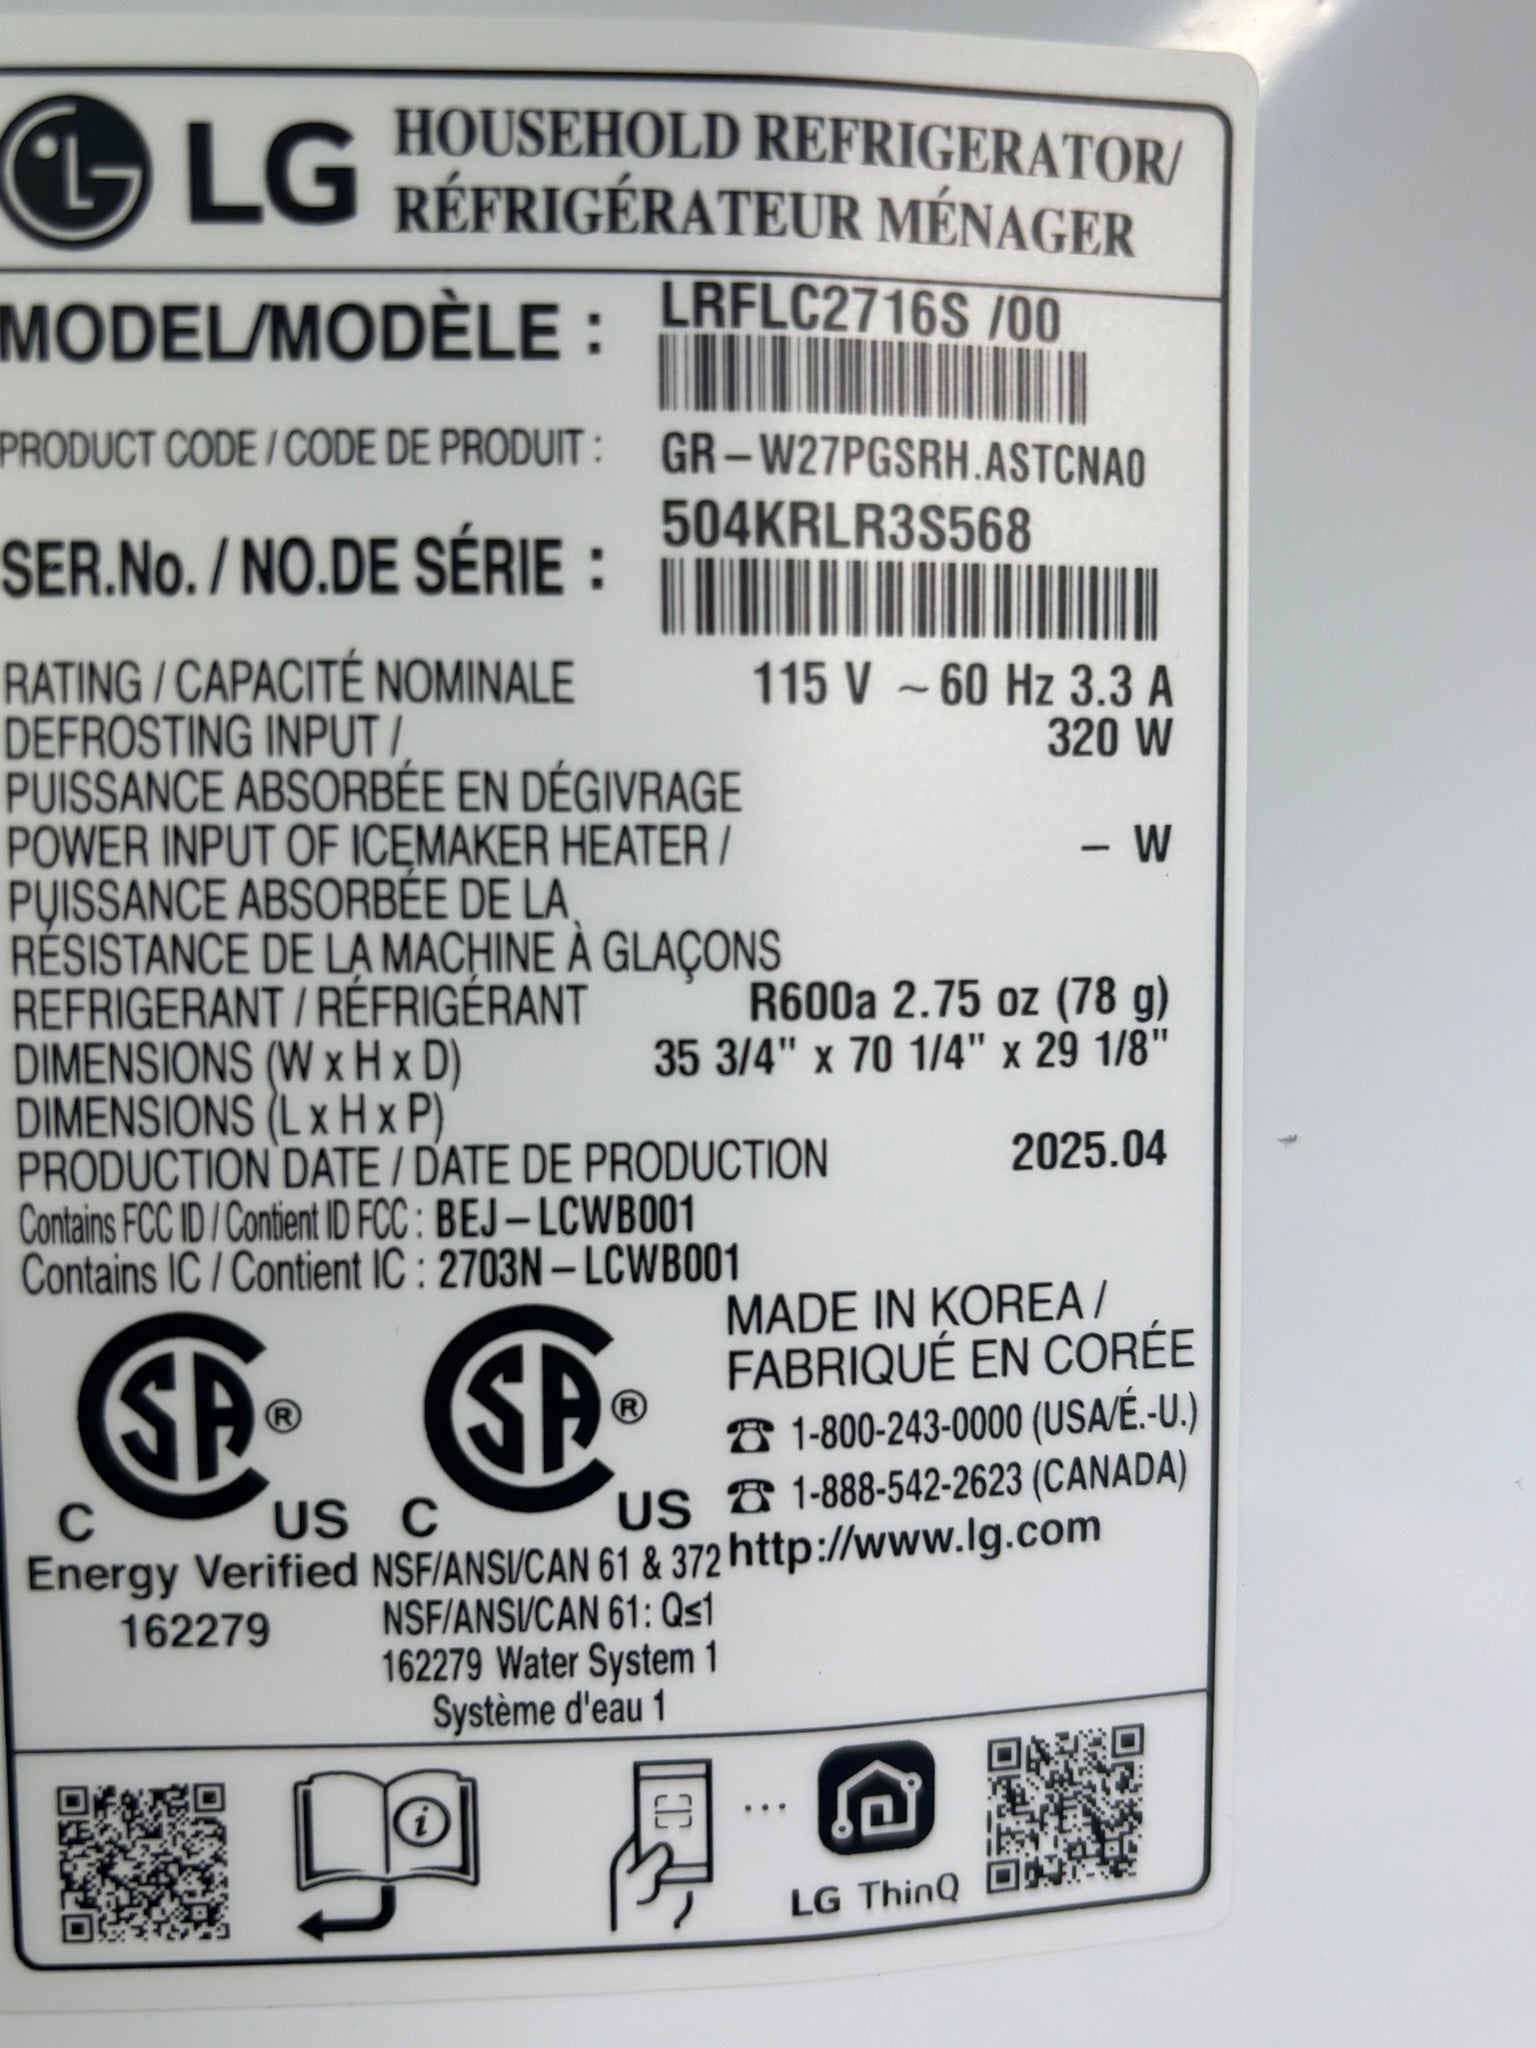 LG HOUSEHOLD REFRIGERATOR/
RÉFRIGÉRATEUR MÉNAGER
MODEL/MODÈLE : LRFLC2716S /00
PRODUCT CODE / CODE DE PRODUIT : GR-W27PGSRH.ASTCNA0
SER.No. / NO.DE SÉRIE : 504KRLR3S568
RATING / CAPACITÉ NOMINALE 115 V ~ 60 Hz 3.3 A
DEFROSTING INPUT / 320 W
PUISSANCE ABSORBÉE EN DÉGIVRAGE
POWER INPUT OF ICEMAKER HEATER / – W
PUISSANCE ABSORBÉE DE LA
RÉSISTANCE DE LA MACHINE À GLAÇONS
REFRIGERANT / RÉFRIGÉRANT R600a 2.75 oz (78 g)
DIMENSIONS (W x H x D) 35 3/4" x 70 1/4" x 29 1/8"
DIMENSIONS (L x H x P)
PRODUCTION DATE / DATE DE PRODUCTION 2025.04
Contains FCC ID / Contient ID FCC : BEJ-LCWB001
Contains IC / Contient IC : 2703N-LCWB001
MADE IN KOREA /
FABRIQUÉ EN CORÉE
1-800-243-0000 (USA/É.-U.)
1-888-542-2623 (CANADA)
http://www.lg.com
C SA ® US
Energy Verified
162279
C SA ® US
NSF/ANSI/CAN 61 & 372
NSF/ANSI/CAN 61: Q≤1
162279 Water System 1
Système d'eau 1
i
...
LG ThinQ